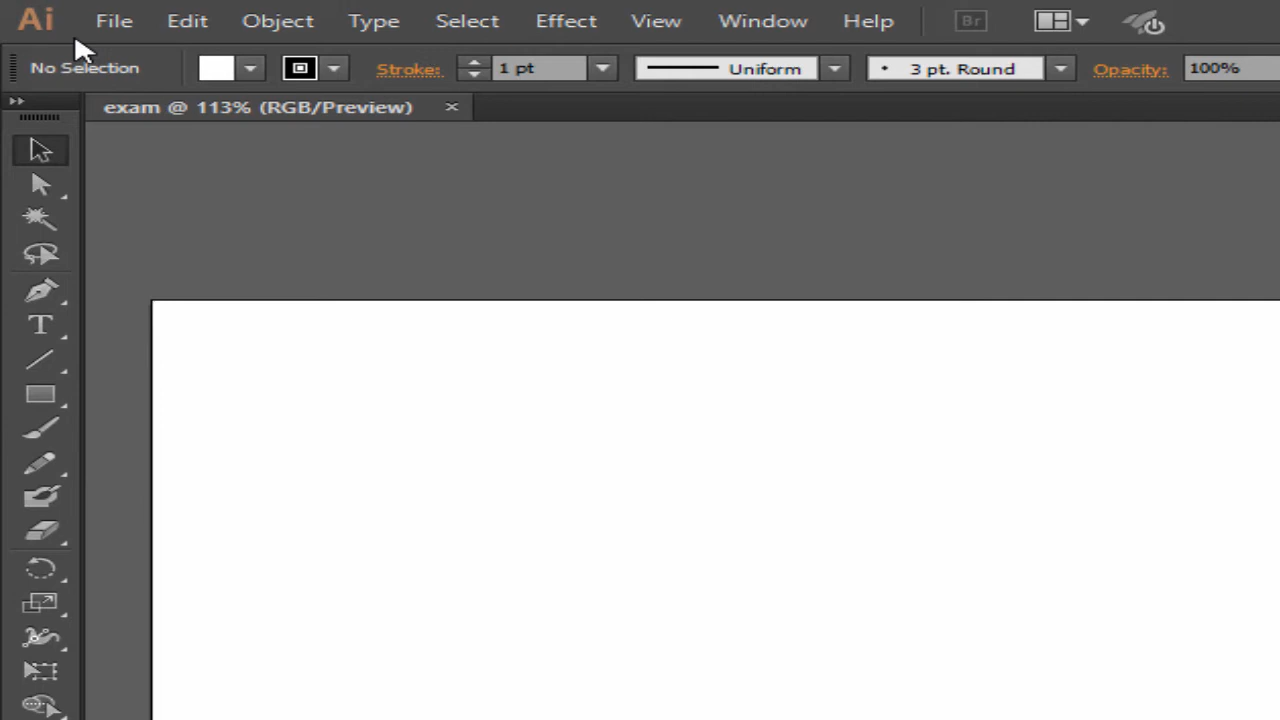 Ai File Edit Object Type Select Effect View Window Help Br
No Selection Stroke: 1 pt Uniform 3 pt. Round Opacity: 100%
exam @ 113% (RGB/Preview) ×
T